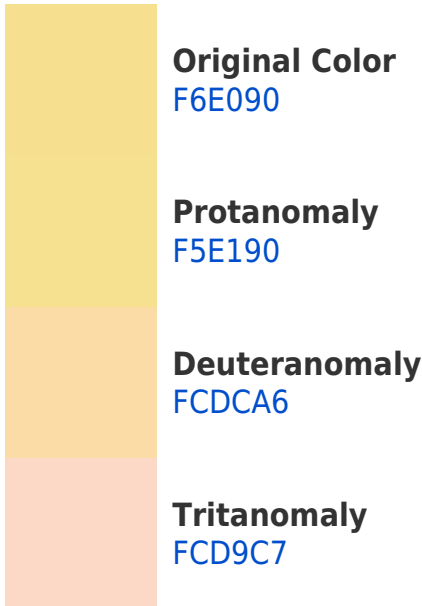 Original Color
F6E090
Protanomaly
F5E190
Deuteranomaly
FCDCA6
Tritanomaly
FCD9C7